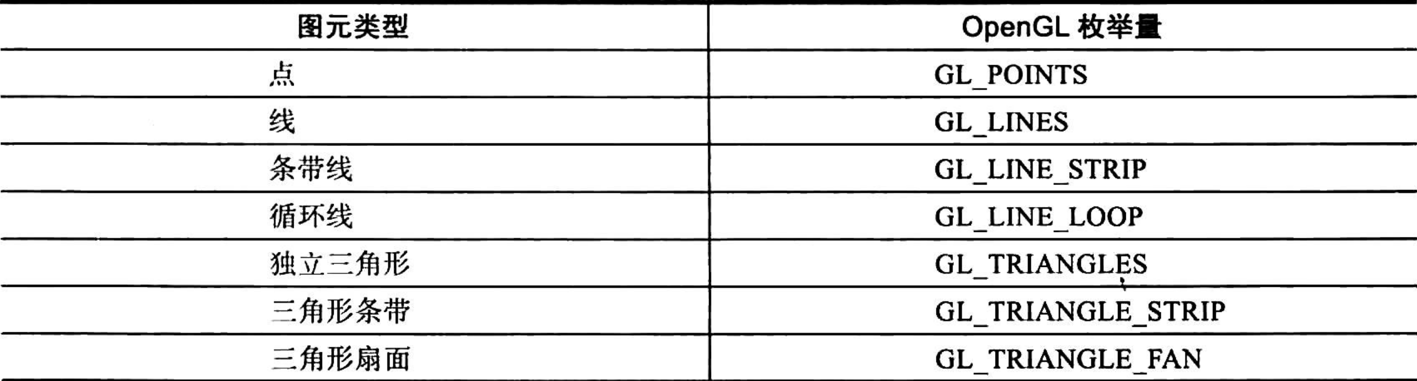 图元类型 OpenGL 枚举量
点 GL_POINTS
线 GL_LINES
条带线 GL_LINE_STRIP
循环线 GL_LINE_LOOP
独立三角形 GL_TRIANGLES
三角形条带 GL_TRIANGLE_STRIP
三角形扇面 GL_TRIANGLE_FAN